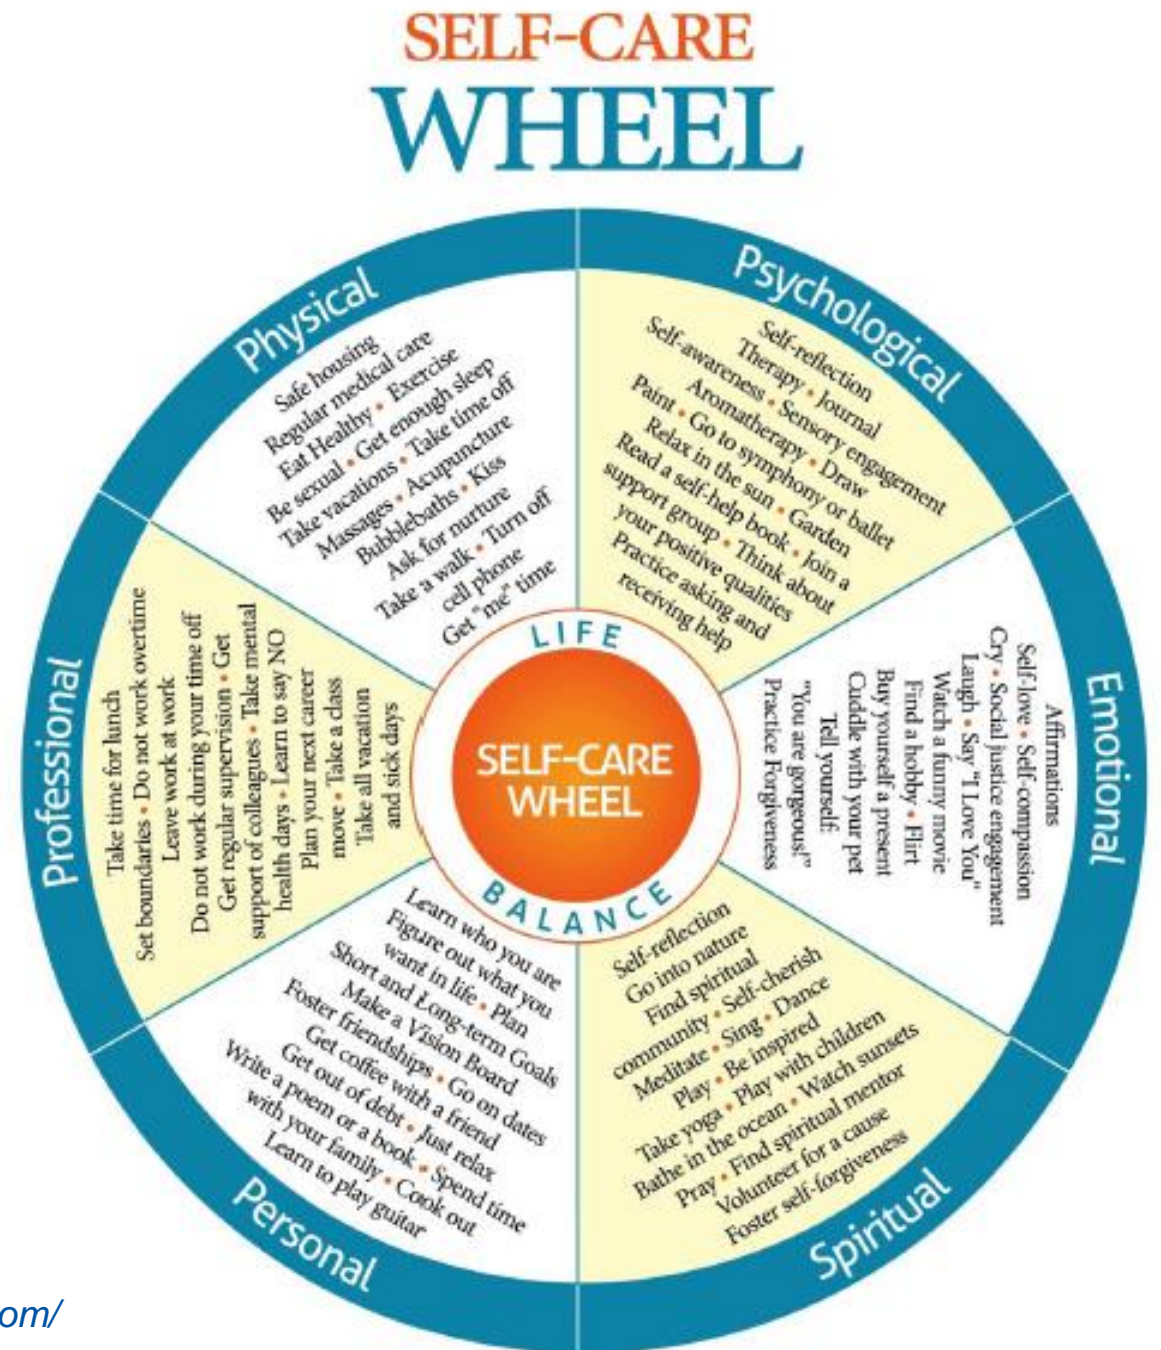 SELF-CARE
WHEEL
Physical
Safe housing
Regular medical care
Eat Healthy • Exercise
Be sexual • Get enough sleep
Take vacations • Take time off
Massages • Acupuncture
Bubblebaths • Kiss
Ask for nurture
Take a walk • Turn off
cell phone
Get "me" time
Psychological
Self-reflection
Therapy • Journal
Self-awareness • Sensory engagement
Aromatherapy • Draw
Paint • Go to symphony or ballet
Relax in the sun • Garden
Read a self-help book • Join a
support group • Think about
your positive qualities
Practice asking and
receiving help
Emotional
Affirmations
Self-love • Self-compassion
Cry • Social justice engagement
Laugh • Say "I Love You"
Watch a funny movie
Find a hobby • Flirt
Buy yourself a present
Cuddle with your pet
Tell yourself:
"You are gorgeous!"
Practice Forgiveness
Spiritual
Self-reflection
Go into nature
Find spiritual
community • Self-cherish
Meditate • Sing • Dance
Play • Be inspired
Take yoga • Play with children
Bathe in the ocean • Watch sunsets
Pray • Find spiritual mentor
Volunteer for a cause
Foster self-forgiveness
Personal
Learn who you are
Figure out what you
want in life • Plan
Short and Long-term Goals
Make a Vision Board
Foster friendships • Go on dates
Get coffee with a friend
Get out of debt • Just relax
Write a poem or a book • Spend time
with your family • Cook out
Learn to play guitar
Professional
Take time for lunch
Set boundaries • Do not work overtime
Leave work at work
Do not work during your time off
Get regular supervision • Get
support of colleagues • Take mental
health days • Learn to say NO
Plan your next career
move • Take a class
Take all vacation
and sick days
LIFE
SELF-CARE
WHEEL
BALANCE
om/